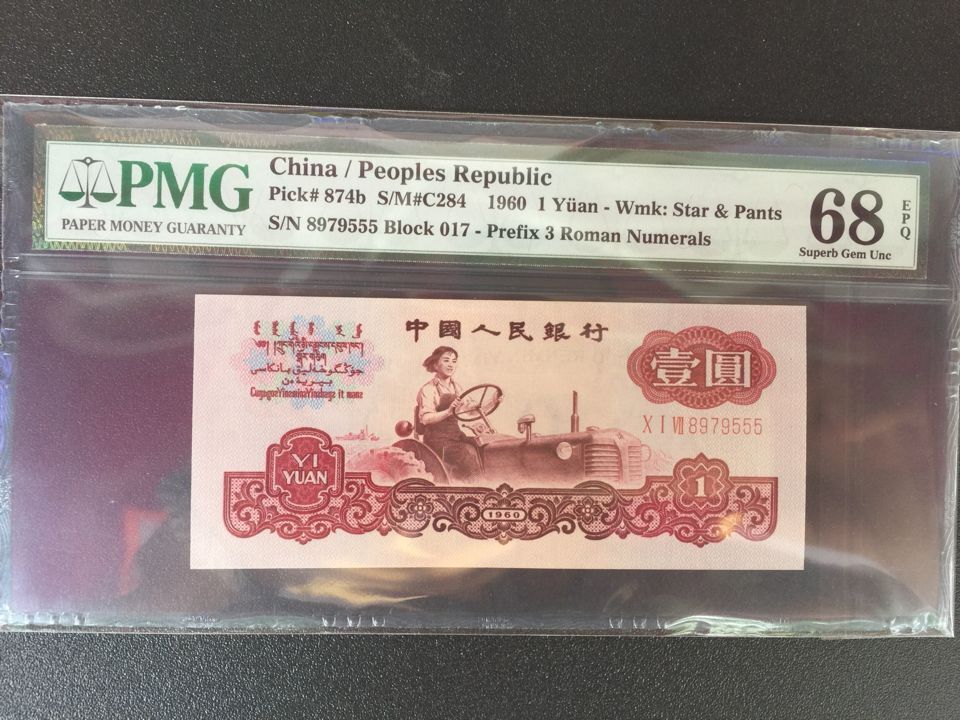 PMG
PAPER MONEY GUARANTY
China / Peoples Republic
Pick# 874b S/M#C284 1960 1 Yüan - Wmk: Star & Pants
S/N 8979555 Block 017 - Prefix 3 Roman Numerals
68
EPQ
Superb Gem Unc
中國人民銀行
壹圓
X I VII 8979555
YI
YUAN
1960
1